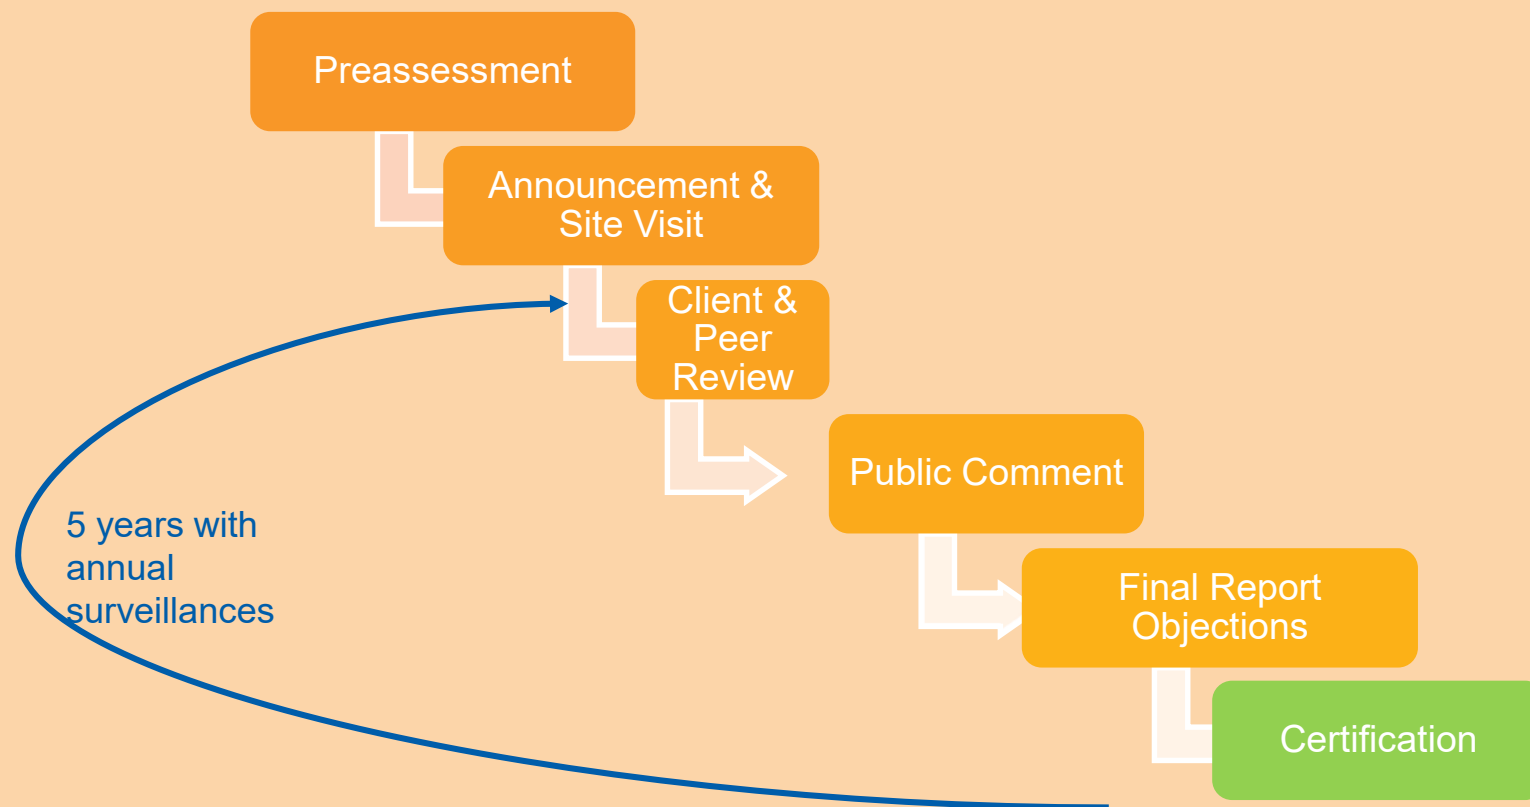 Preassessment
Announcement &
Site Visit
Client &
Peer
Review
Public Comment
5 years with
annual
surveillances
Final Report
Objections
Certification